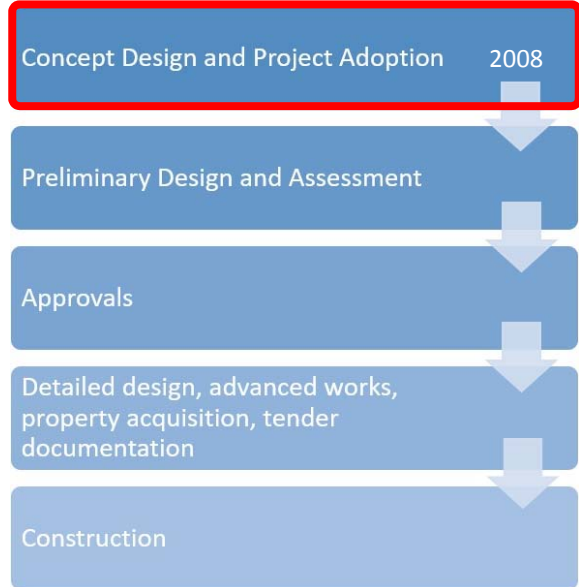 Concept Design and Project Adoption 2008
Preliminary Design and Assessment
Approvals
Detailed design, advanced works,
property acquisition, tender
documentation
Construction